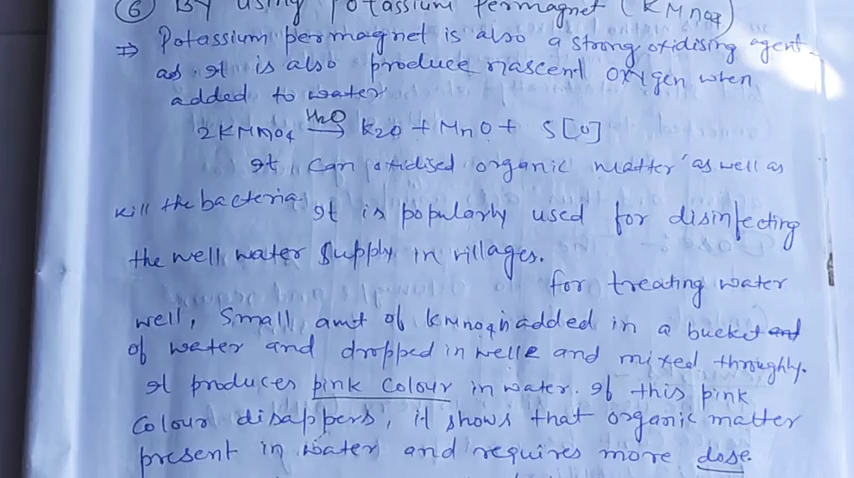 ⑥ By using Potassium Permagnet (KMnO4)
⇒ Potassium permagnet is also a strong oxidising agent
as It is also produce nascent oxygen when
added to water
2KMnO4 H2O→ K2O + MnO + 5[O]
It can oxidised organic matter as well as
kill the bacteria.
It is popularly used for disinfecting
the well water supply in villages.
for treating water
well, Small amt of KMnO4 is added in a bucket
of water and dropped in welle and mixed throughly.
It produces pink colour in water. If this pink
colour disappers, it shows that organic matter
present in water and requires more dose.